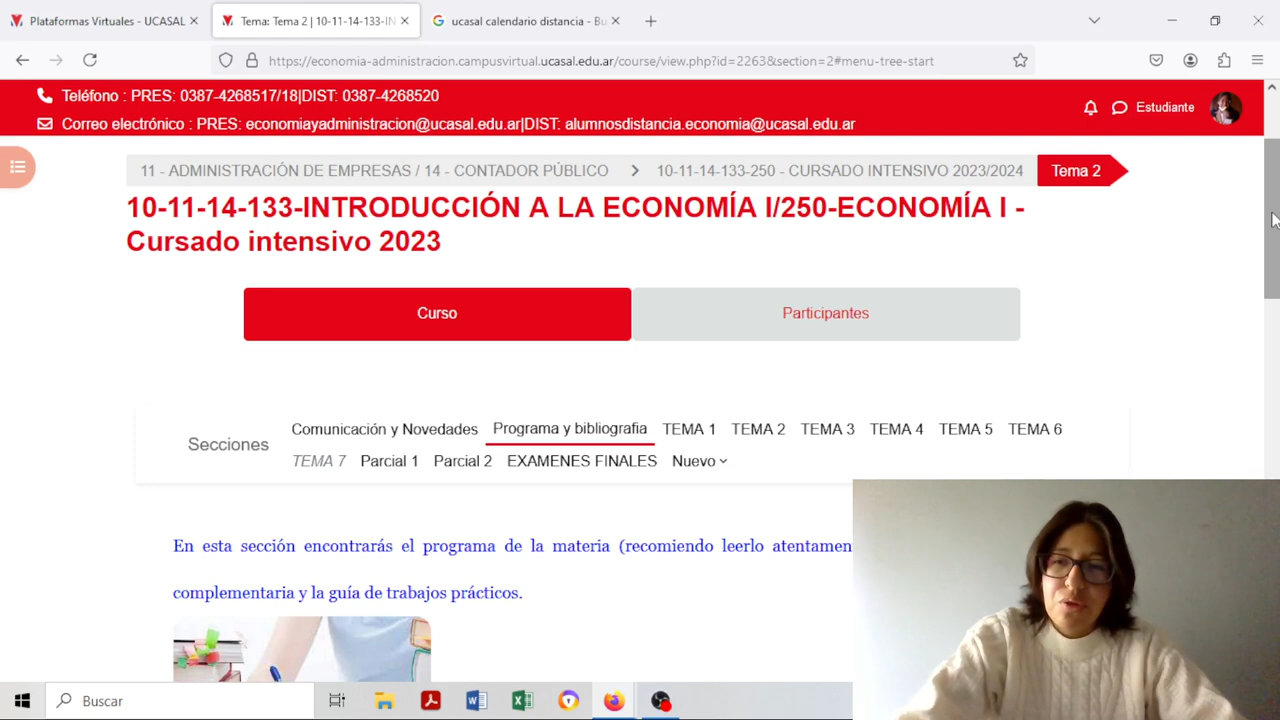 Plataformas Virtuales - UCASAL
Tema: Tema 2 | 10-11-14-133-IN
ucasal calendario distancia - Bu
https://economia-administracion.campusvirtual.ucasal.edu.ar/course/view.php?id=2263&section=2#menu-tree-start
Teléfono : PRES: 0387-4268517/18|DIST: 0387-4268520
Estudiante
Correo electrónico : PRES: economiayadministracion@ucasal.edu.ar|DIST: alumnosdistancia.economia@ucasal.edu.ar
11 - ADMINISTRACIÓN DE EMPRESAS / 14 - CONTADOR PÚBLICO 10-11-14-133-250 - CURSADO INTENSIVO 2023/2024 Tema 2
10-11-14-133-INTRODUCCIÓN A LA ECONOMÍA I/250-ECONOMÍA I -
Cursado intensivo 2023
Curso Participantes
Secciones
Comunicación y Novedades Programa y bibliografia TEMA 1 TEMA 2 TEMA 3 TEMA 4 TEMA 5 TEMA 6
TEMA 7 Parcial 1 Parcial 2 EXAMENES FINALES Nuevo
En esta sección encontrarás el programa de la materia (recomiendo leerlo atentamen
complementaria y la guía de trabajos prácticos.
Buscar